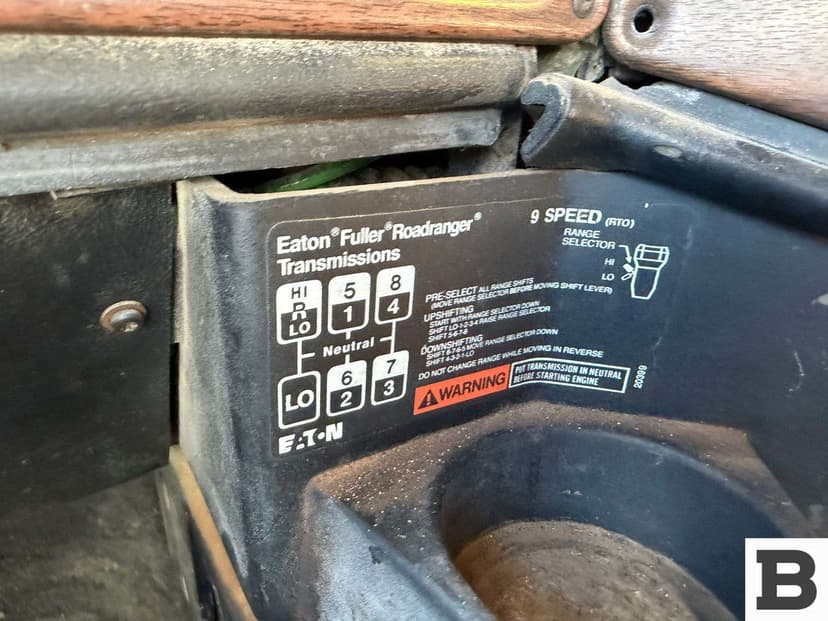 Eaton® Fuller® Roadranger®
Transmissions
9 SPEED (RTO)
RANGE
SELECTOR
HI
LO
HI
R
LO
5
1
8
4
Neutral
LO
6
2
7
3
EATON
PRE-SELECT ALL RANGE SHIFTS
(MOVE RANGE SELECTOR BEFORE MOVING SHIFT LEVER)
UPSHIFTING
START WITH RANGE SELECTOR DOWN
SHIFT LO-1-2-3-4 RAISE RANGE SELECTOR
SHIFT 5-6-7-8
DOWNSHIFTING
SHIFT 8-7-6-5 MOVE RANGE SELECTOR DOWN
SHIFT 4-3-2-1-LO
DO NOT CHANGE RANGE WHILE MOVING IN REVERSE
WARNING
PUT TRANSMISSION IN NEUTRAL
BEFORE STARTING ENGINE
20399
B